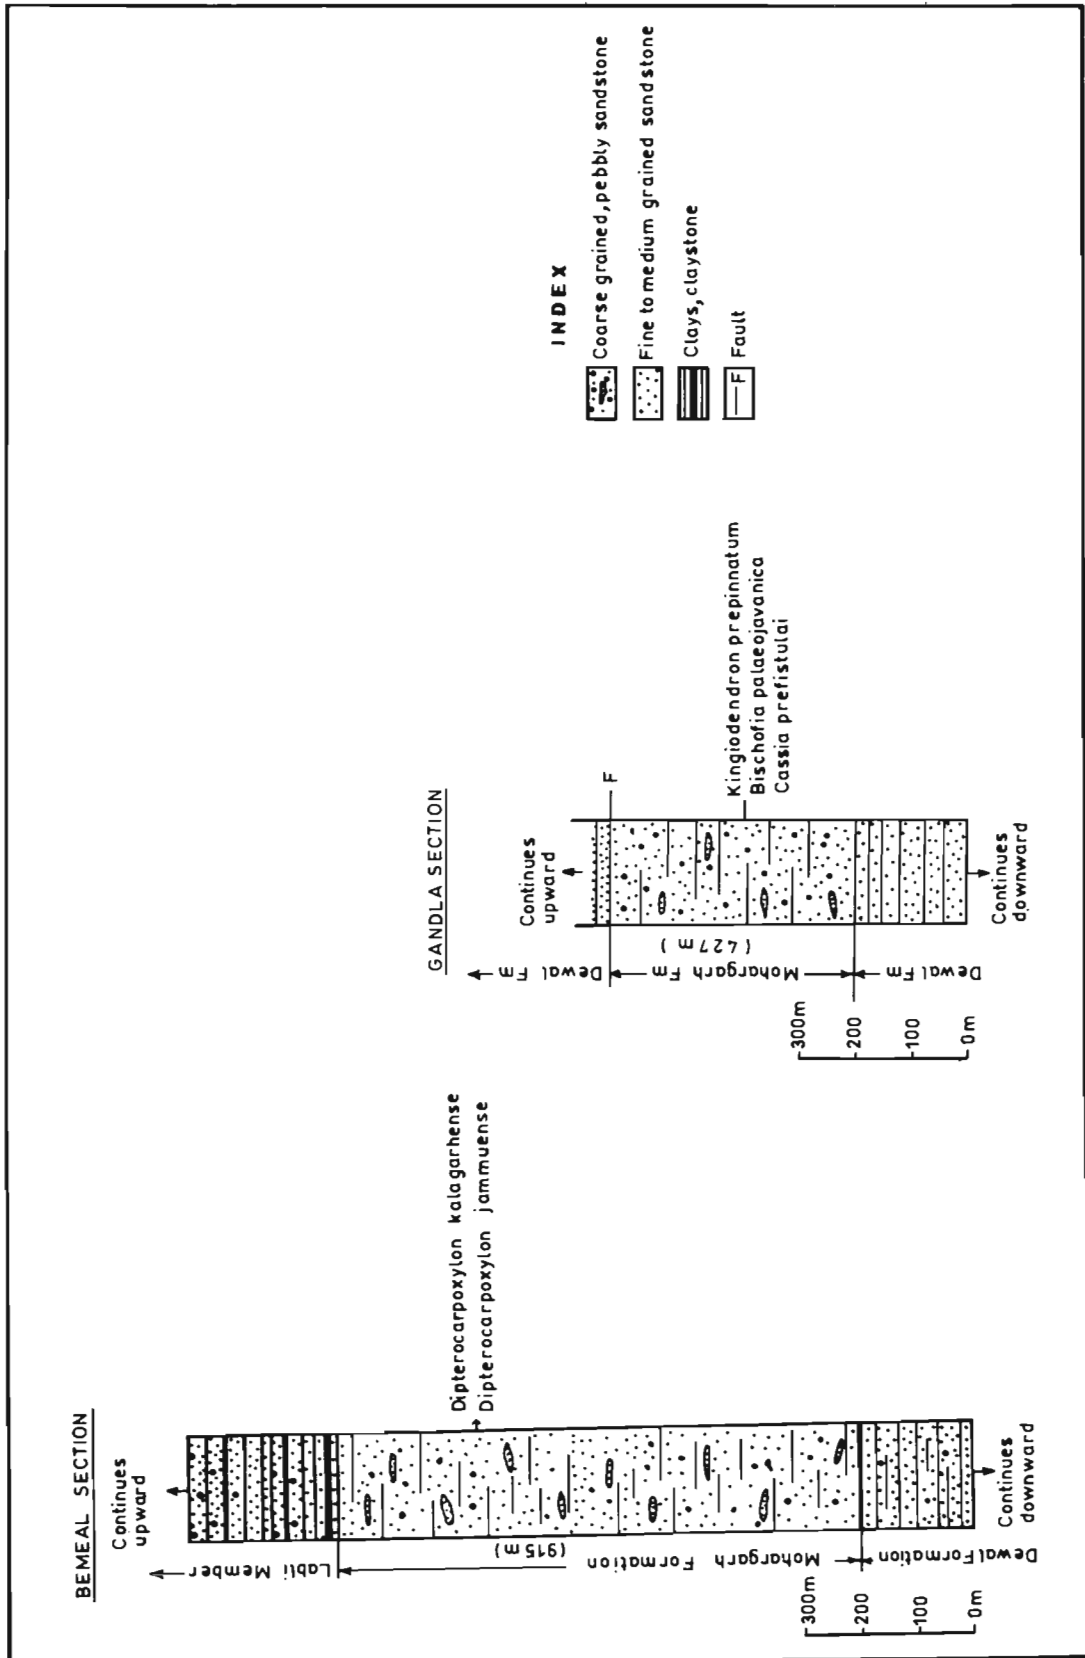 BEMEAL SECTION
Continues
upward
Labli Member
Mohargarh Formation
(915 m)
Dewal Formation
300m
200
100
0m
Continues
downward
Dipterocarpoxylon kalagarhense
Dipterocarpoxylon jammuense
GANDLA SECTION
Continues
upward
F
Dewal Fm
Mohargarh Fm
(427m)
Dewal Fm
300m
200
100
0m
Continues
downward
Kingiodendron prepinnatum
Bischofia palaeojavanica
Cassia prefistulai
INDEX
Coarse grained, pebbly sandstone
Fine to medium grained sandstone
Clays, claystone
F Fault